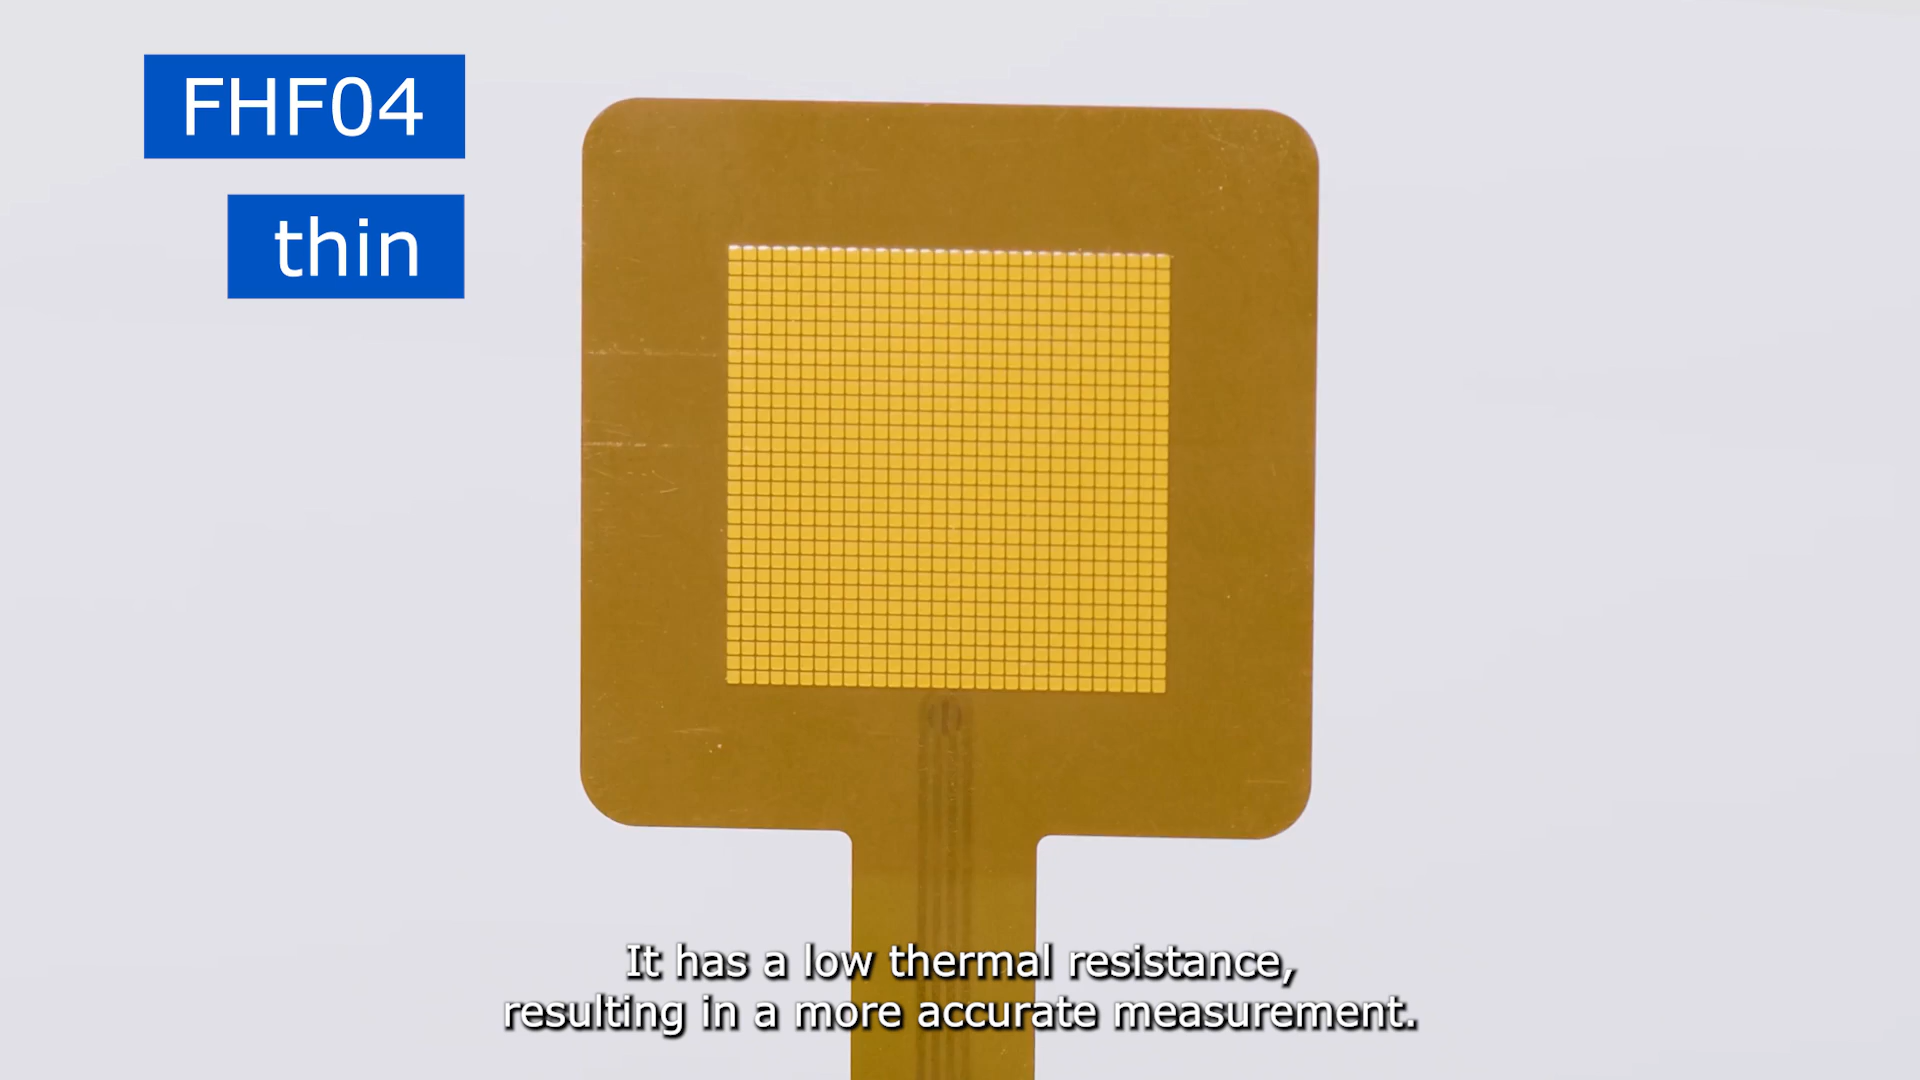 FHF04
thin
It has a low thermal resistance,
resulting in a more accurate measurement.